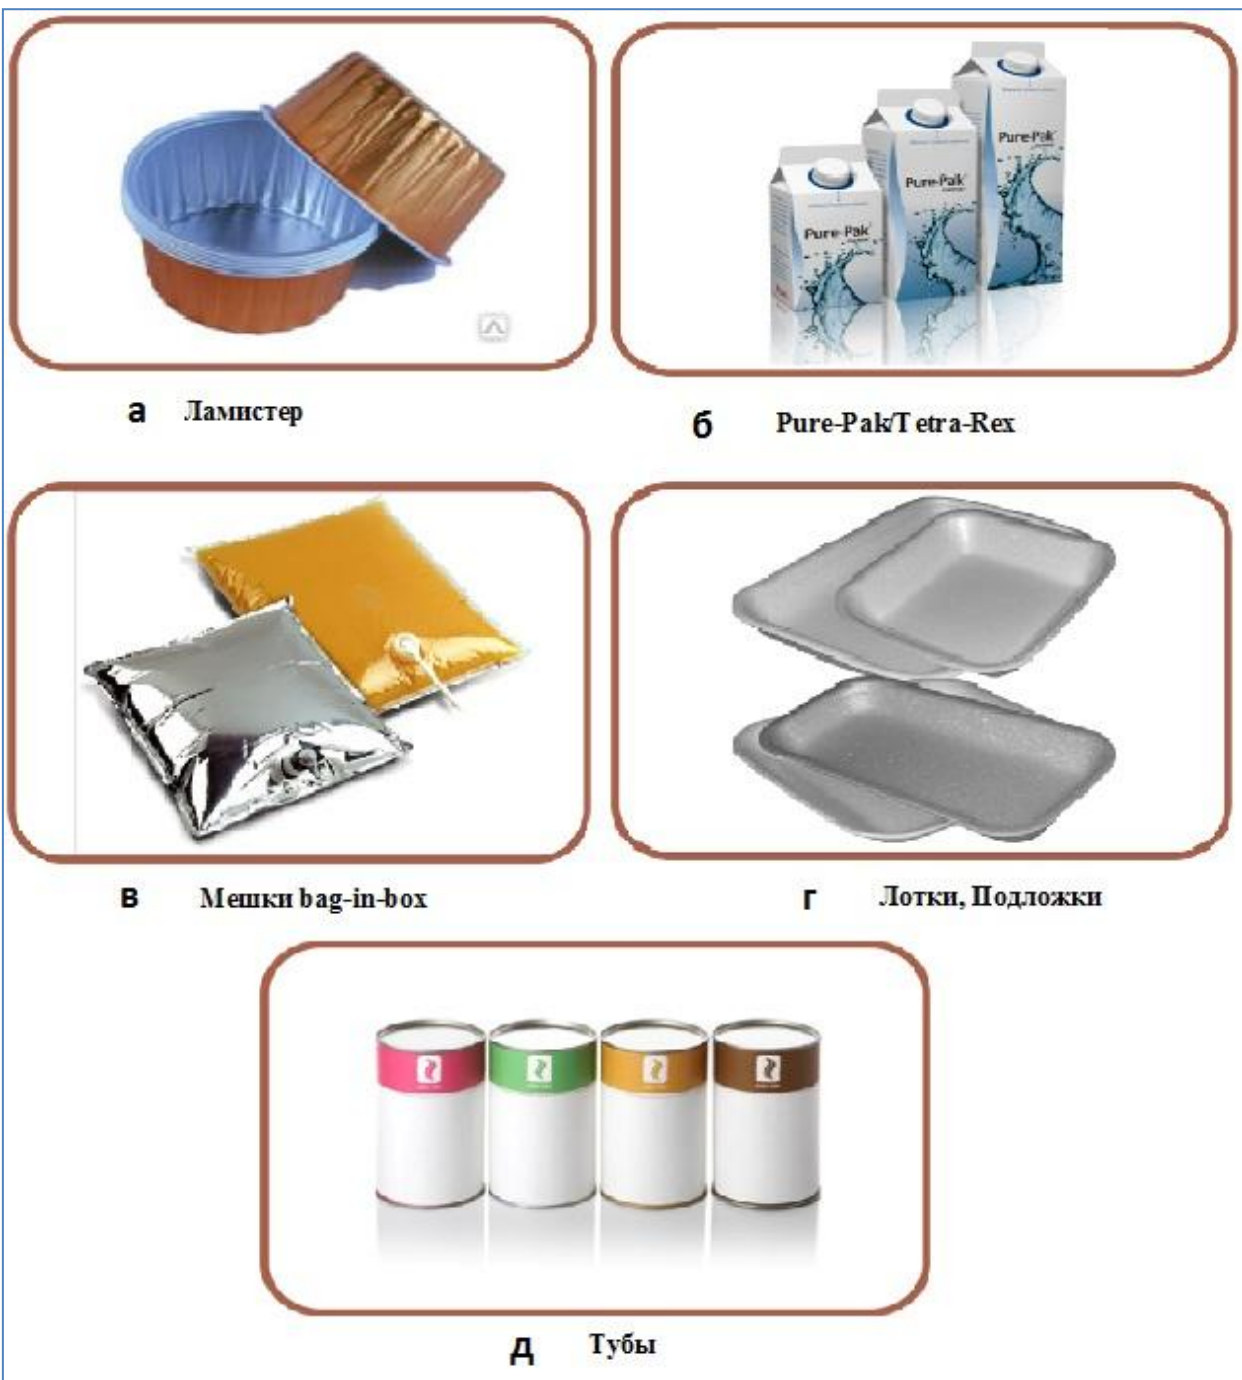 Pure-Pak
Pure-Pak
Pure-Pak
а Ламистер
б Pure-Pak/Tetra-Rex
в Мешки bag-in-box
г Лотки, Подложки
д Тубы